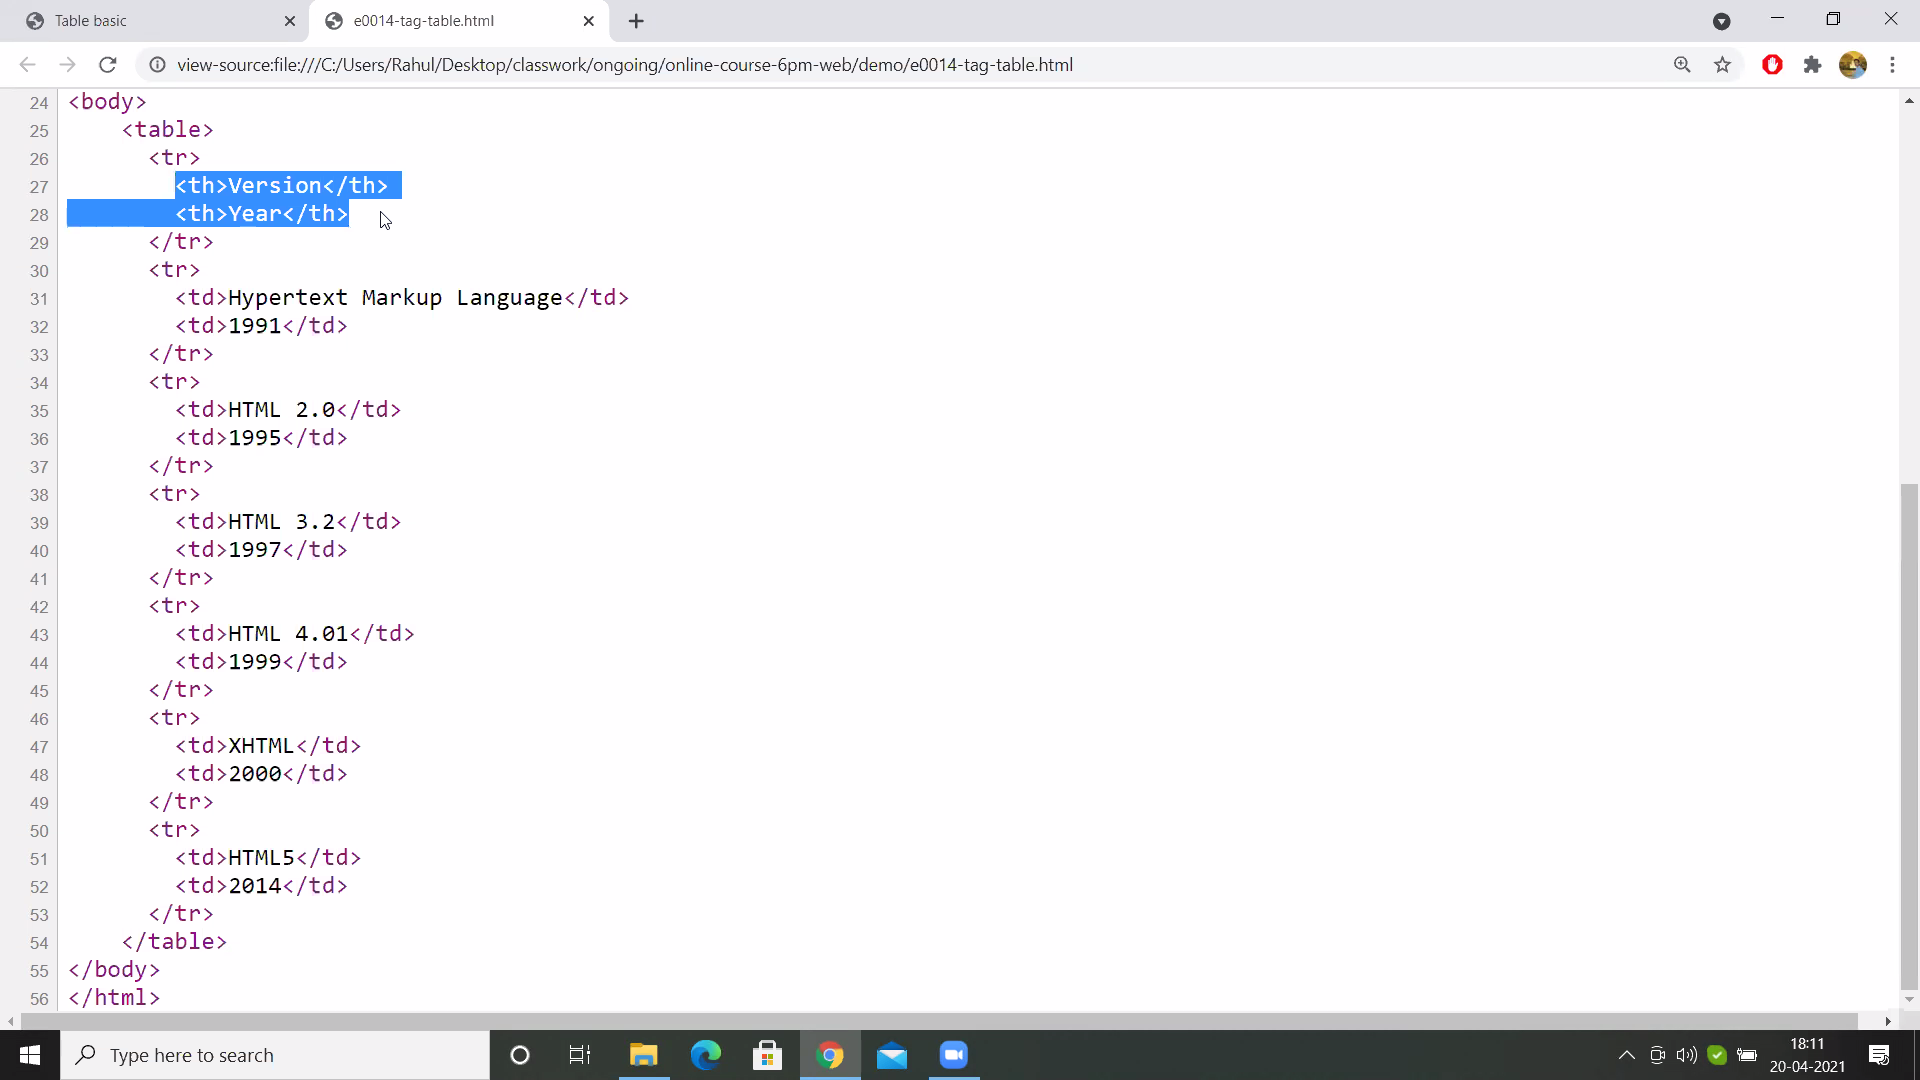 Table basic
e0014-tag-table.html
view-source:file:///C:/Users/Rahul/Desktop/classwork/ongoing/online-course-6pm-web/demo/e0014-tag-table.html
24 <body>
25 <table>
26 <tr>
27 <th>Version</th>
28 <th>Year</th>
29 </tr>
30 <tr>
31 <td>Hypertext Markup Language</td>
32 <td>1991</td>
33 </tr>
34 <tr>
35 <td>HTML 2.0</td>
36 <td>1995</td>
37 </tr>
38 <tr>
39 <td>HTML 3.2</td>
40 <td>1997</td>
41 </tr>
42 <tr>
43 <td>HTML 4.01</td>
44 <td>1999</td>
45 </tr>
46 <tr>
47 <td>XHTML</td>
48 <td>2000</td>
49 </tr>
50 <tr>
51 <td>HTML5</td>
52 <td>2014</td>
53 </tr>
54 </table>
55 </body>
56 </html>
Type here to search
18:11
20-04-2021